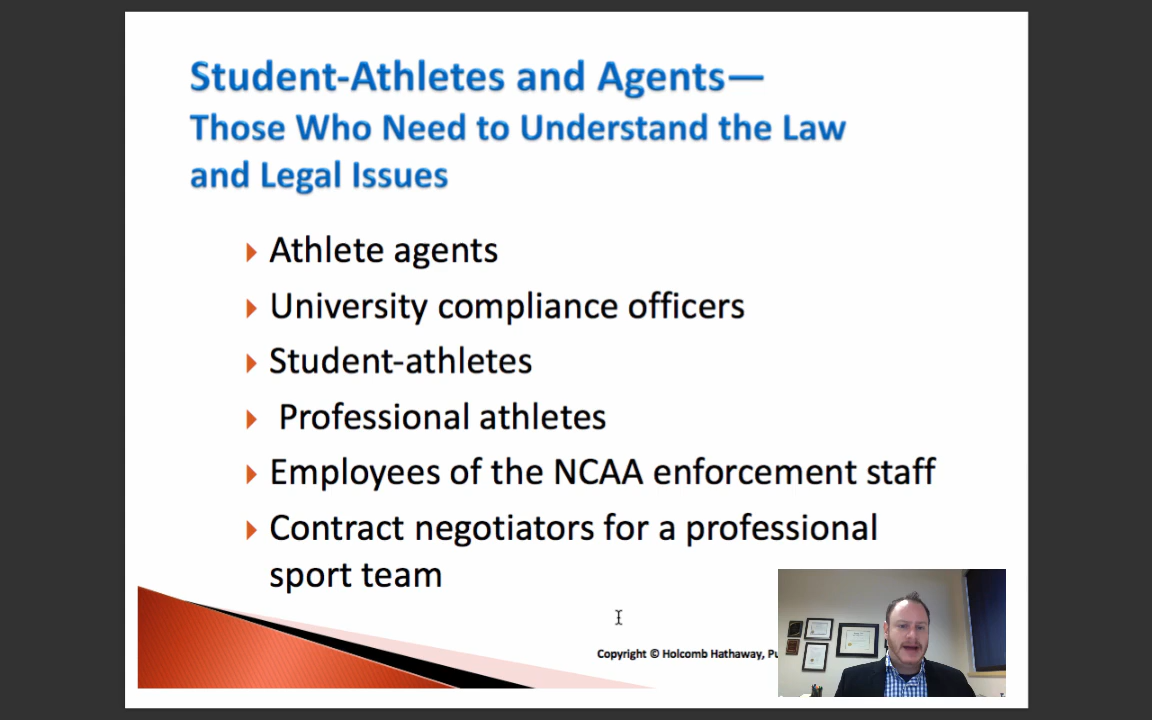 Student-Athletes and Agents—
Those Who Need to Understand the Law
and Legal Issues
Athlete agents
University compliance officers
Student-athletes
Professional athletes
Employees of the NCAA enforcement staff
Contract negotiators for a professional
sport team
Copyright © Holcomb Hathaway,